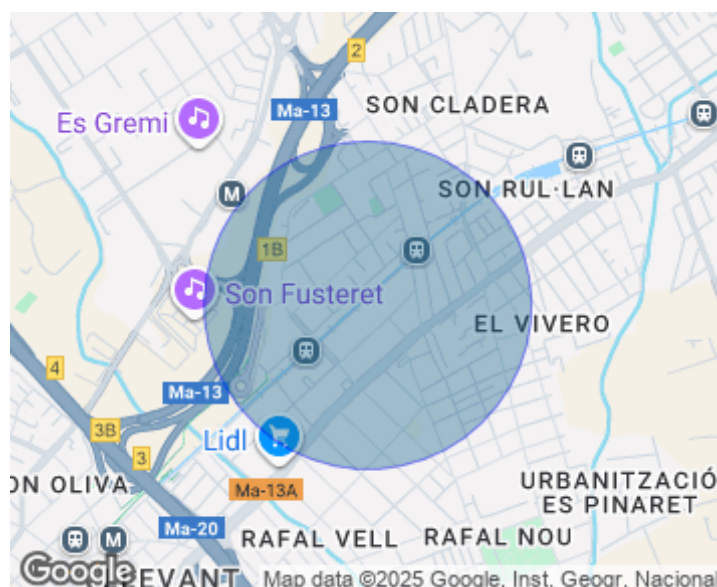 2
Ma-13
SON CLADERA
Es Gremi
M
SON RUL·LAN
1B
Son Fusteret
EL VIVERO
4
Ma-13
3B
Lidl
3
ON OLIVA
Ma-13A
URBANITZACIÓ
ES PINARET
Ma-20
RAFAL VELL
RAFAL NOU
M
Google
EVANT
Map data ©2025 Google, Inst. Geogr. Nacional